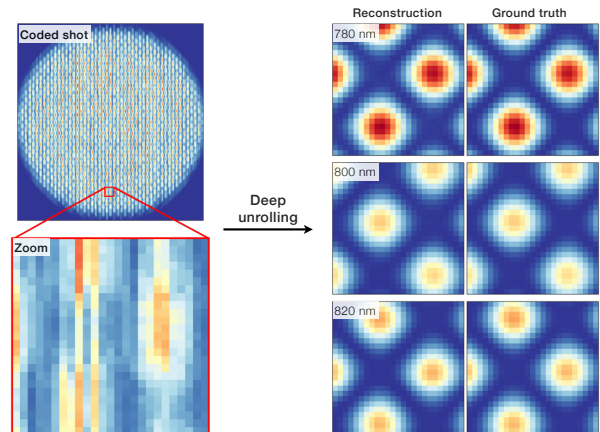 Coded shot
Zoom
Deep
unrolling
Reconstruction
Ground truth
780 nm
800 nm
820 nm